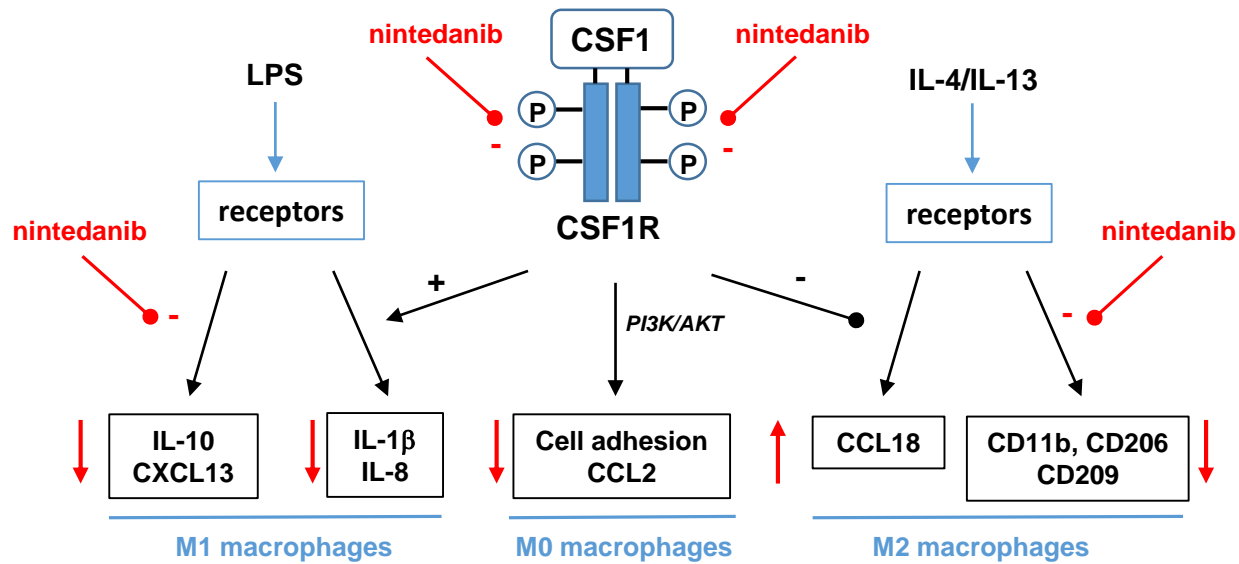 nintedanib
CSF1
nintedanib
LPS
IL-4/IL-13
P
P
-
-
P
P
receptors
CSF1R
receptors
nintedanib
nintedanib
+
-
-
-
PI3K/AKT
IL-10
CXCL13
IL-1β
IL-8
Cell adhesion
CCL2
CCL18
CD11b, CD206
CD209
M1 macrophages
M0 macrophages
M2 macrophages